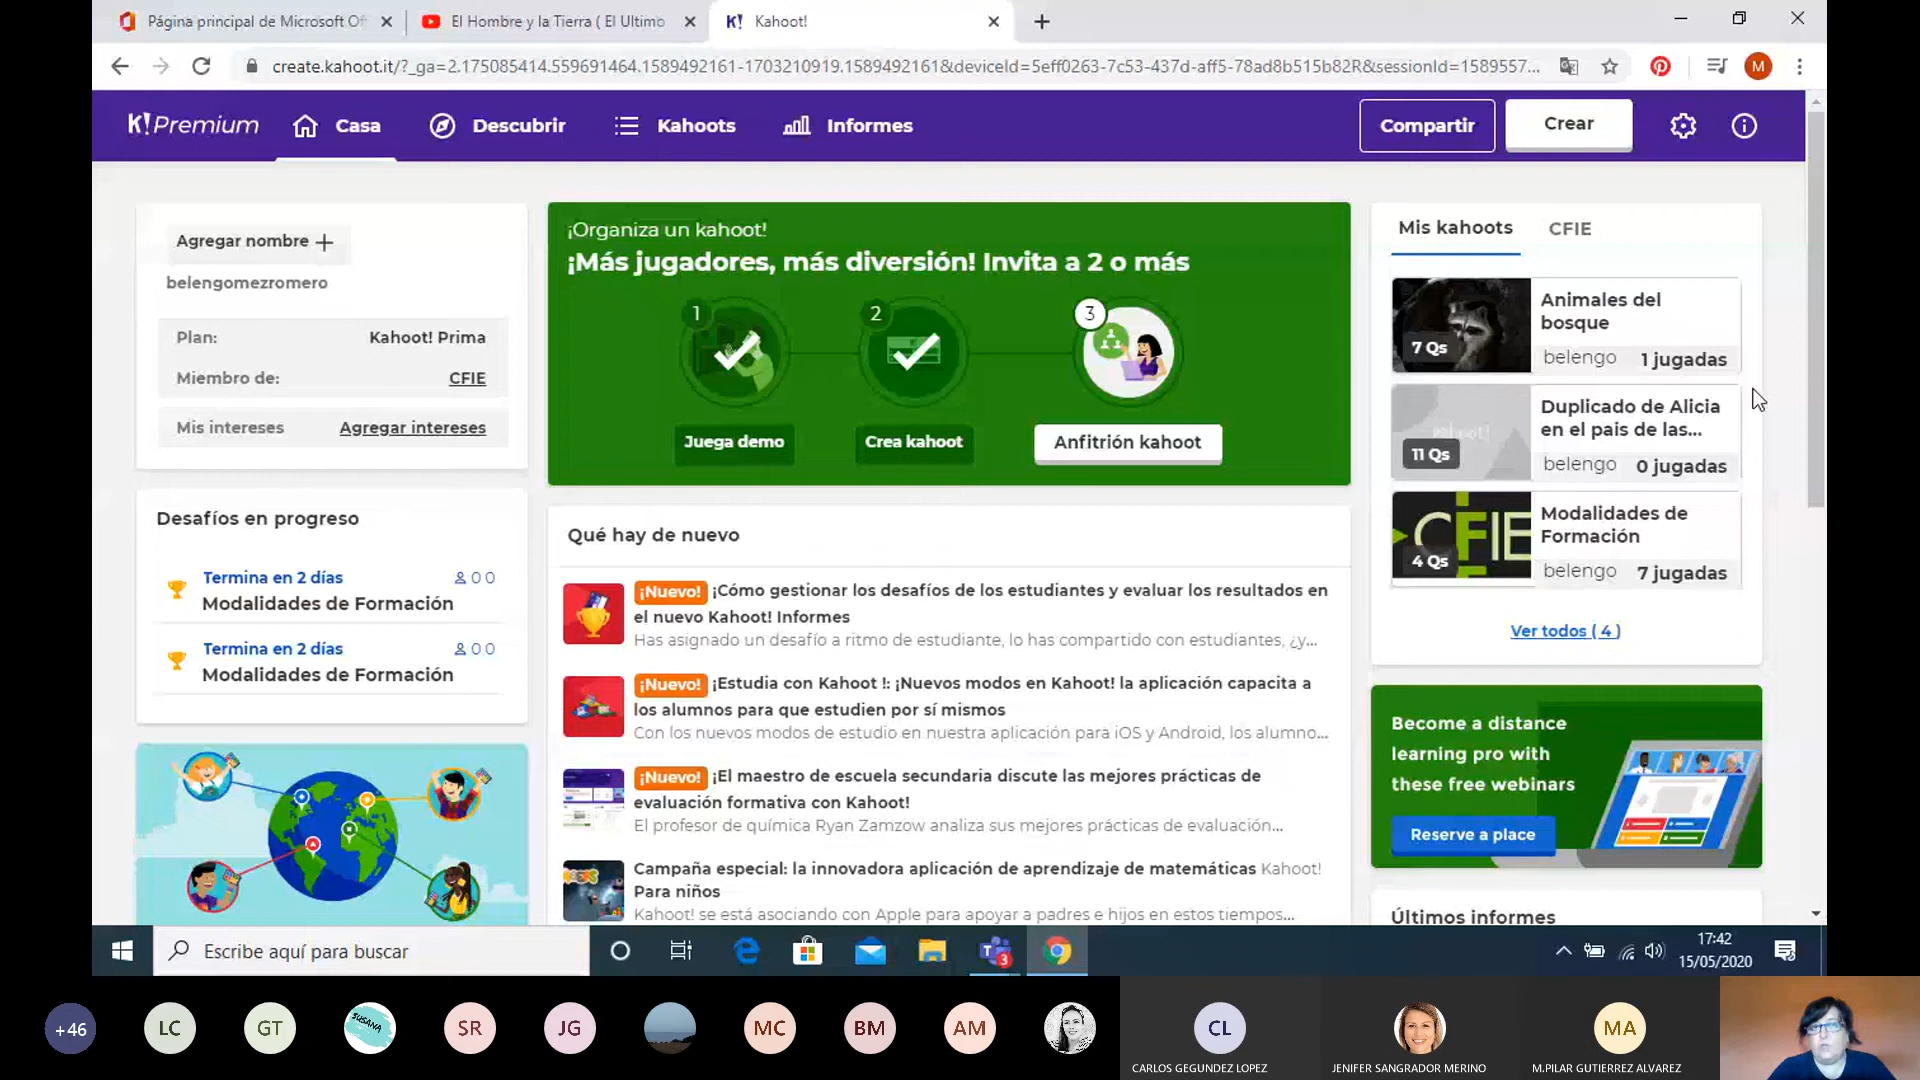 Página principal de Microsoft Of
El Hombre y la Tierra ( El Ultimo
K! Kahoot!
create.kahoot.it/?_ga=2.175085414.559691464.1589492161-1703210919.1589492161&deviceId=5eff0263-7c53-437d-aff5-78ad8b515b82R&sessionId=1589557...
M
K!Premium
Casa
Descubrir
Kahoots
Informes
Compartir
Crear
Agregar nombre
belengomezromero
Plan: Kahoot! Prima
Miembro de: CFIE
Mis intereses Agregar intereses
Desafíos en progreso
Termina en 2 días 0 0
Modalidades de Formación
Termina en 2 días 0 0
Modalidades de Formación
¡Organiza un kahoot!
¡Más jugadores, más diversión! Invita a 2 o más
1 2 3
Juega demo
Crea kahoot
Anfitrión kahoot
Qué hay de nuevo
¡Nuevo! ¡Cómo gestionar los desafíos de los estudiantes y evaluar los resultados en
el nuevo Kahoot! Informes
Has asignado un desafío a ritmo de estudiante, lo has compartido con estudiantes, ¿y...
¡Nuevo! ¡Estudia con Kahoot !: ¡Nuevos modos en Kahoot! la aplicación capacita a
los alumnos para que estudien por sí mismos
Con los nuevos modos de estudio en nuestra aplicación para iOS y Android, los alumno...
¡Nuevo! ¡El maestro de escuela secundaria discute las mejores prácticas de
evaluación formativa con Kahoot!
El profesor de química Ryan Zamzow analiza sus mejores prácticas de evaluación...
Campaña especial: la innovadora aplicación de aprendizaje de matemáticas Kahoot!
Para niños
Kahoot! se está asociando con Apple para apoyar a padres e hijos en estos tiempos...
Mis kahoots
CFIE
7 Qs
Animales del
bosque
belengo 1 jugadas
11 Qs
Duplicado de Alicia
en el pais de las...
belengo 0 jugadas
CFIE
4 Qs
Modalidades de
Formación
belengo 7 jugadas
Ver todos ( 4 )
Become a distance
learning pro with
these free webinars
Reserve a place
Últimos informes
Escribe aquí para buscar
3
17:42
15/05/2020
+46
LC
GT
SUSANA
SR
JG
MC
BM
AM
CL
CARLOS GEGUNDEZ LOPEZ
JENIFER SANGRADOR MERINO
MA
M.PILAR GUTIERREZ ALVAREZ